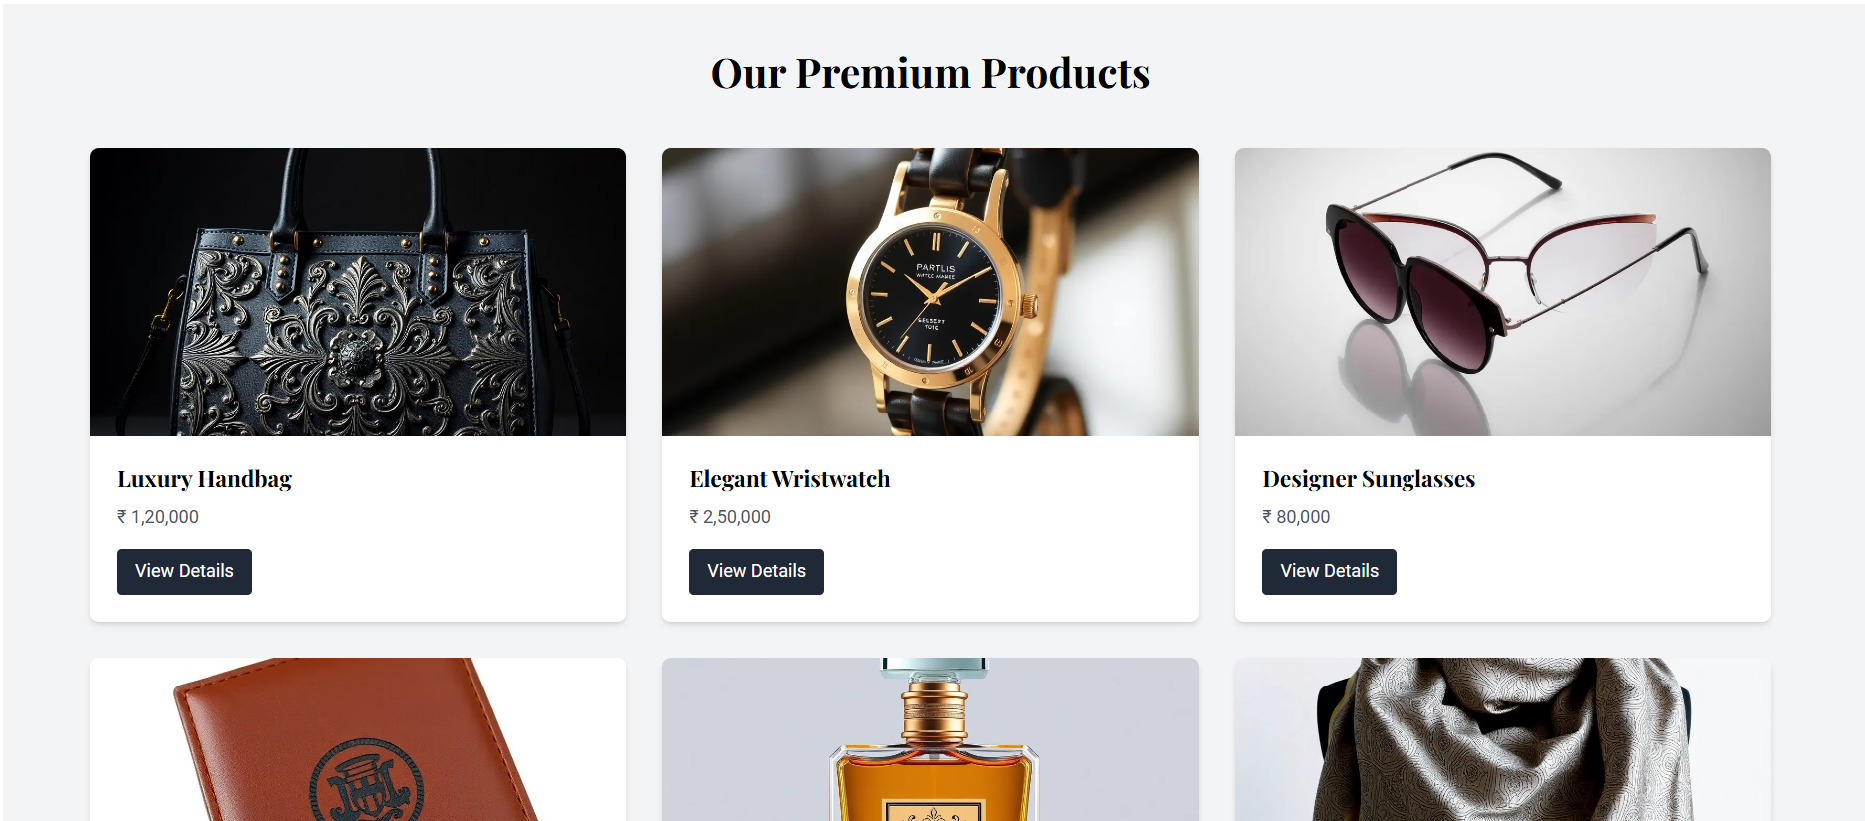 Our Premium Products
PARTLIS
Luxury Handbag
₹ 1,20,000
View Details
Elegant Wristwatch
₹ 2,50,000
View Details
Designer Sunglasses
₹ 80,000
View Details